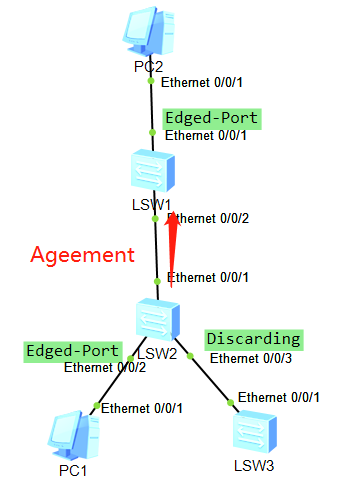 PC2
Ethernet 0/0/1
Edged-Port
Ethernet 0/0/1
LSW1
Ethernet 0/0/2
Ageement
Ethernet 0/0/1
Edged-Port
LSW2
Discarding
Ethernet 0/0/2
Ethernet 0/0/3
Ethernet 0/0/1
Ethernet 0/0/1
PC1
LSW3